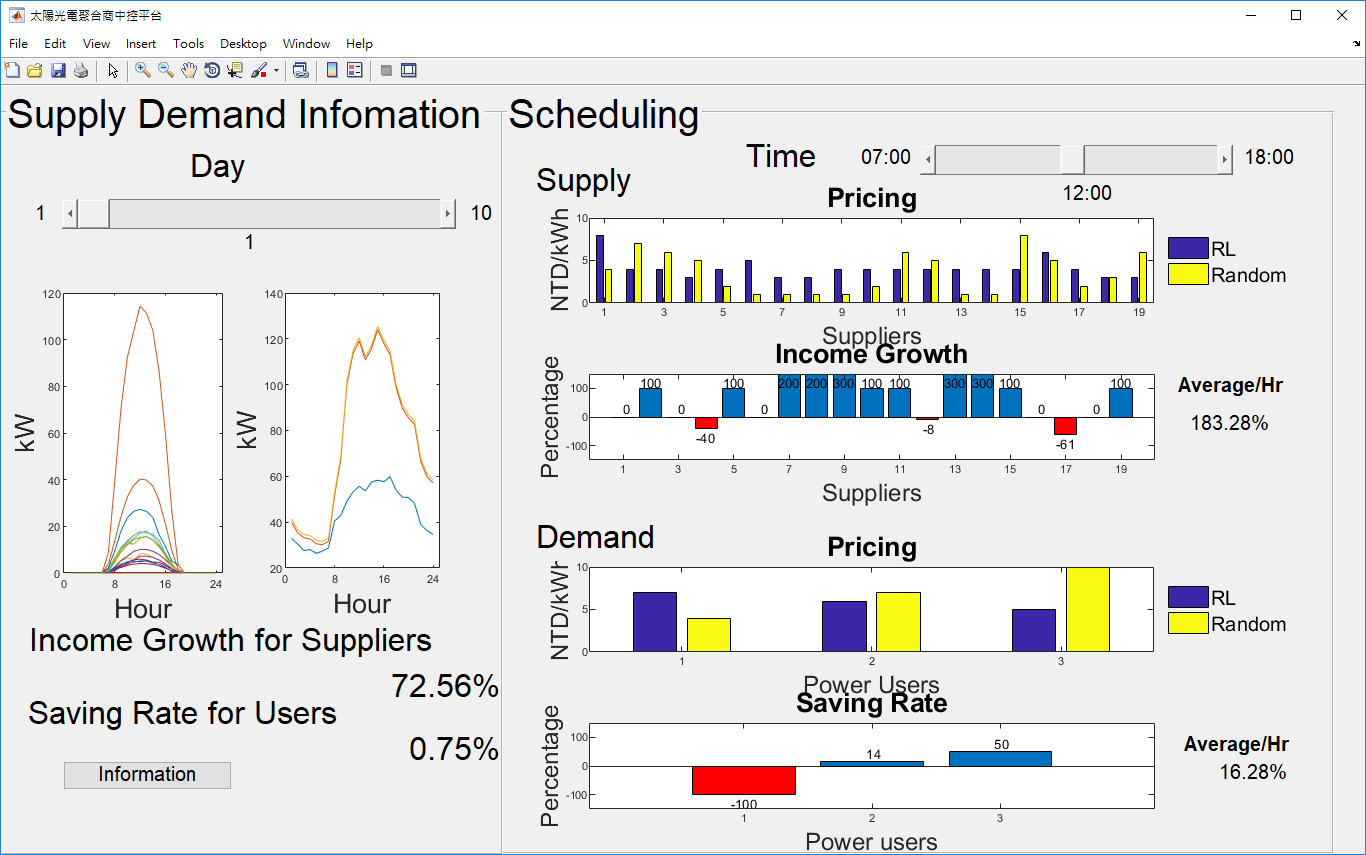 太陽光電聚合商中控平台
File Edit View Insert Tools Desktop Window Help
Supply Demand Infomation
Day
1 10
1
120
100
80
60
40
20
0
kW
0 8 16 24
Hour
140
120
100
80
60
40
20
kW
0 8 16 24
Hour
Income Growth for Suppliers
72.56%
Saving Rate for Users
0.75%
Information
Scheduling
Time 07:00 18:00
12:00
Supply
Pricing
NTD/kWh
10
5
0
1 3 5 7 9 11 13 15 17 19
Suppliers
RL
Random
Income Growth
Percentage
100
0
-100
0 100 0 -40 100 0 200 200 300 100 100 -8 300 300 100 0 -61 0 100
1 3 5 7 9 11 13 15 17 19
Suppliers
Average/Hr
183.28%
Demand
Pricing
NTD/kWh
10
5
0
1 2 3
Power Users
RL
Random
Saving Rate
Percentage
100
0
-100
-100 14 50
1 2 3
Power users
Average/Hr
16.28%